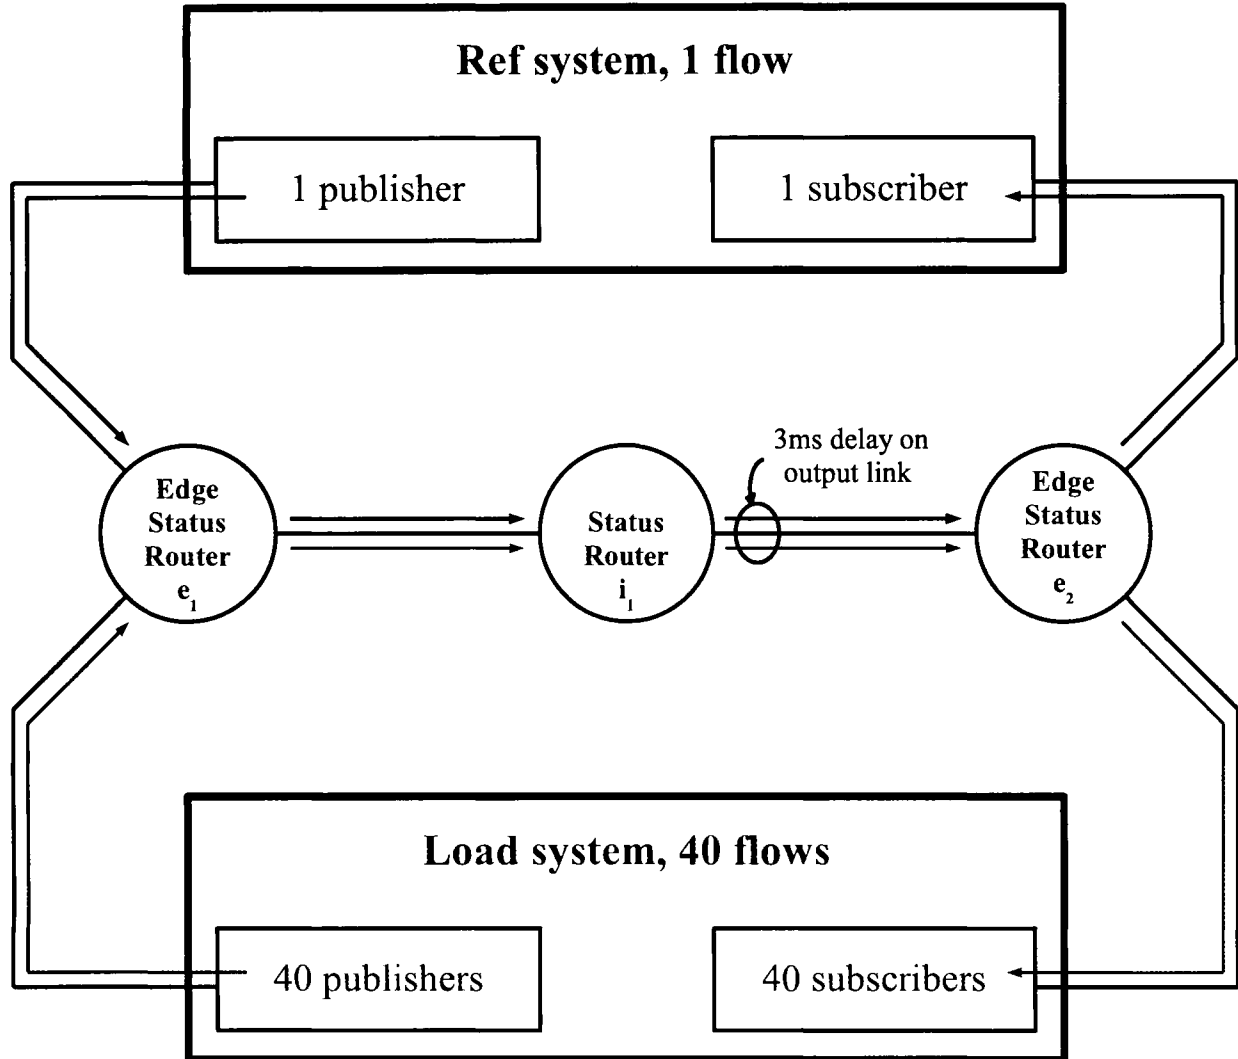 Ref system, 1 flow
1 publisher
1 subscriber
3ms delay on
output link
Edge
Status
Router
e₁
Status
Router
i₁
Edge
Status
Router
e₂
Load system, 40 flows
40 publishers
40 subscribers